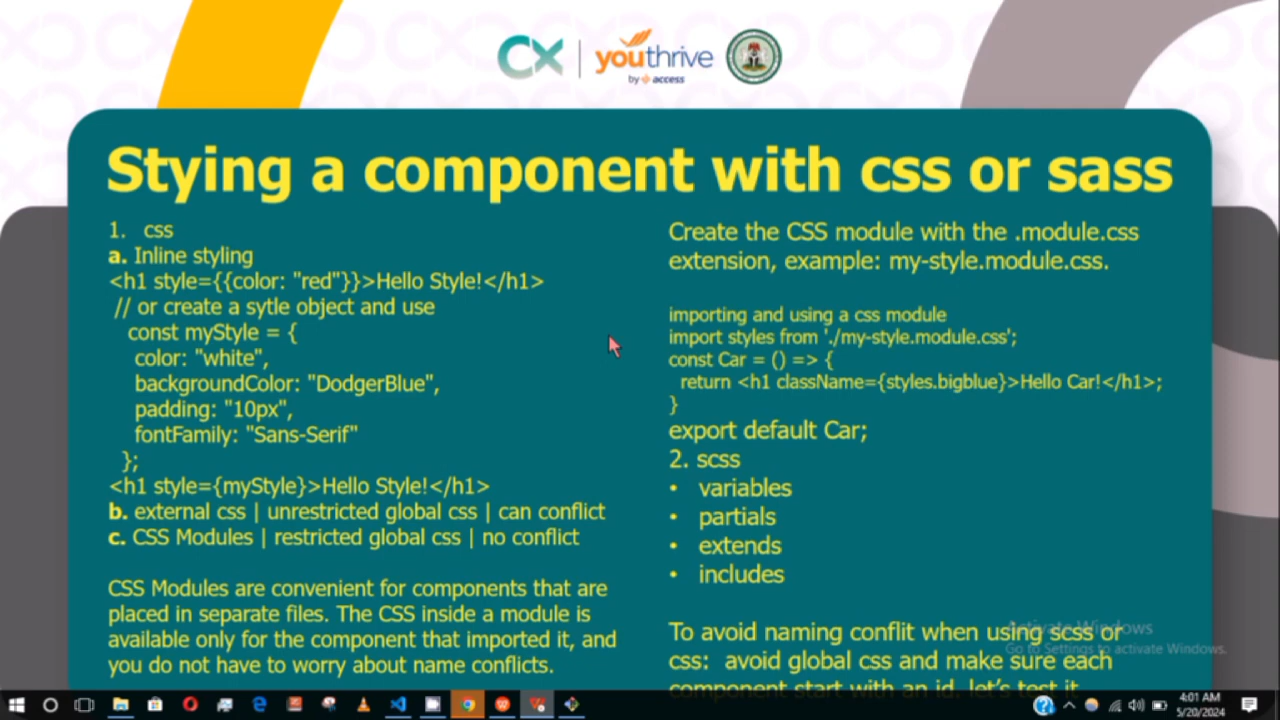 CX
youthrive
by access
Stying a component with css or sass
1. css
a. Inline styling
<h1 style={{color: "red"}}>Hello Style!</h1>
// or create a sytle object and use
const myStyle = {
color: "white",
backgroundColor: "DodgerBlue",
padding: "10px",
fontFamily: "Sans-Serif"
};
<h1 style={myStyle}>Hello Style!</h1>
b. external css | unrestricted global css | can conflict
c. CSS Modules | restricted global css | no conflict
CSS Modules are convenient for components that are
placed in separate files. The CSS inside a module is
available only for the component that imported it, and
you do not have to worry about name conflicts.
Create the CSS module with the .module.css
extension, example: my-style.module.css.
importing and using a css module
import styles from './my-style.module.css';
const Car = () => {
return <h1 className={styles.bigblue}>Hello Car!</h1>;
}
export default Car;
2. scss
• variables
• partials
• extends
• includes
To avoid naming conflit when using scss or
css: avoid global css and make sure each
component start with an id. let's test it
Activate Windows
Go to Settings to activate Windows.
4:01 AM
5/20/2024